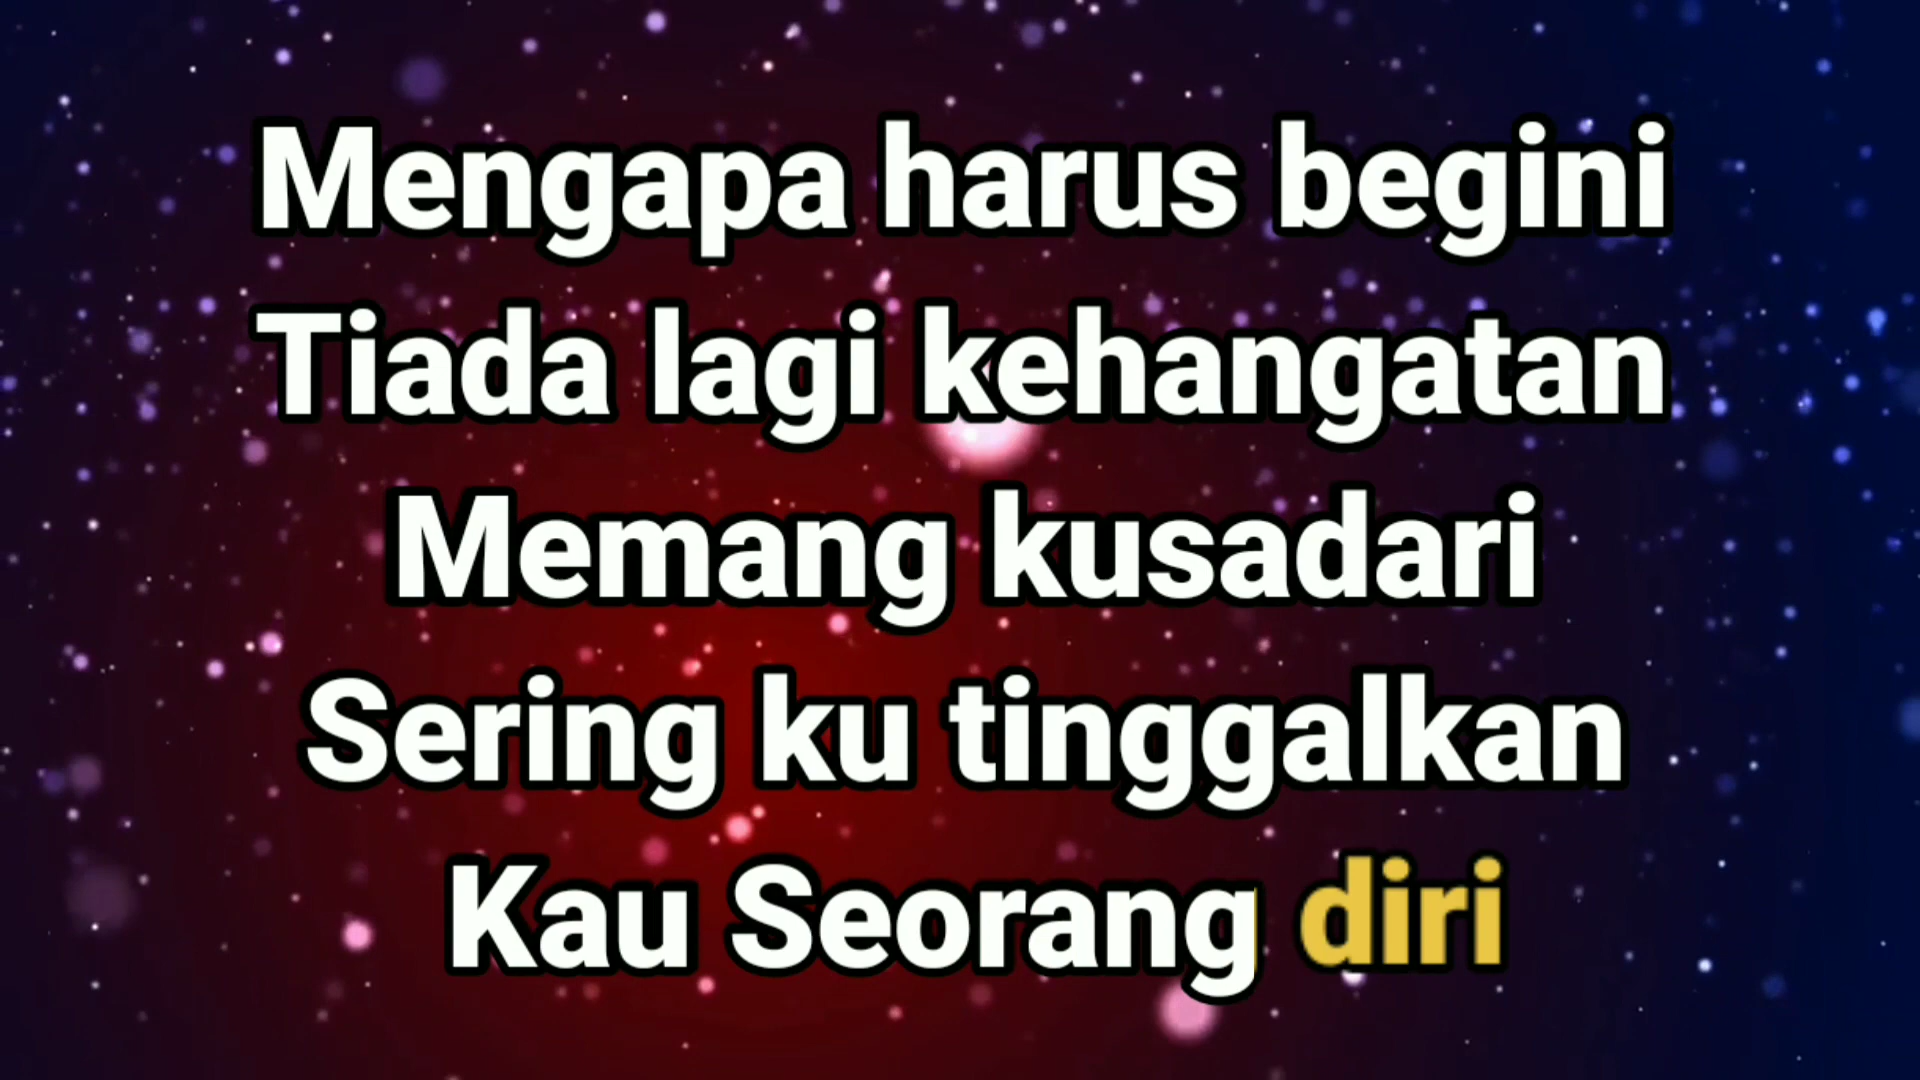 Mengapa harus begini
Tiada lagi kehangatan
Memang kusadari
Sering ku tinggalkan
Kau Seorang diri